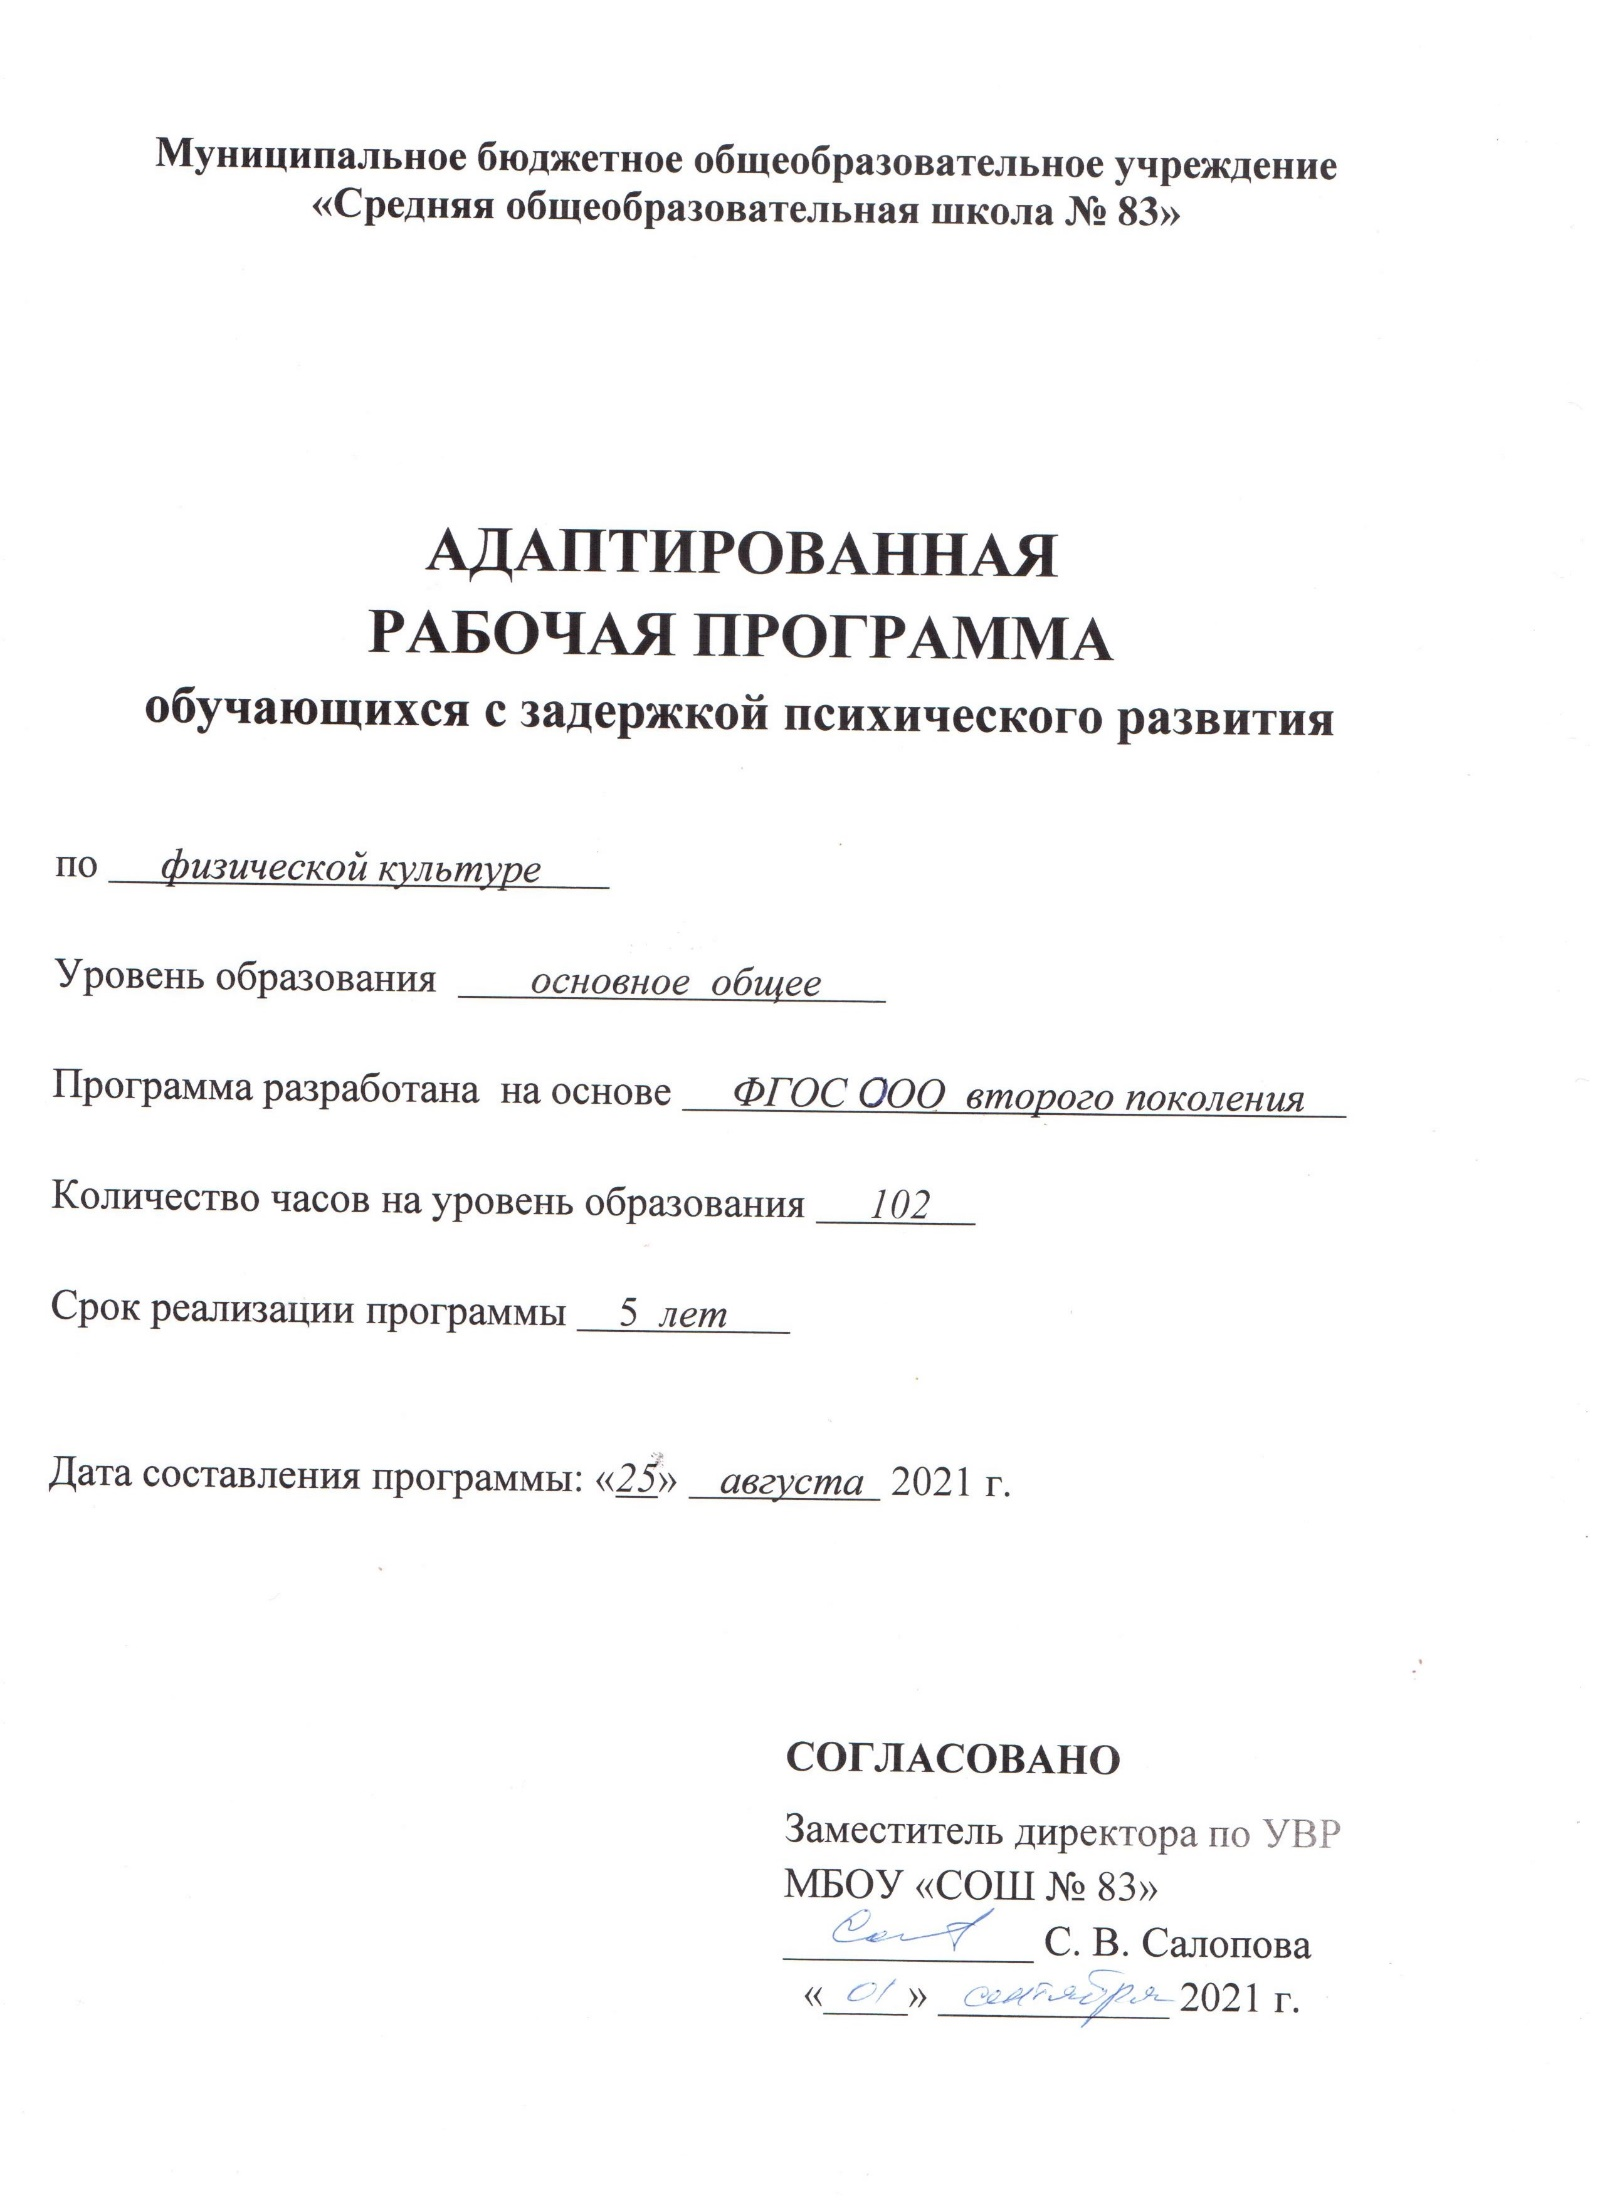 Муниципальное бюджетное общеобразовательное учреждение
«Средняя общеобразовательная школа № 83»
АДАПТИРОВАННАЯ
РАБОЧАЯ ПРОГРАММА
обучающихся с задержкой психического развития
по физической культуре
Уровень образования основное общее
Программа разработана на основе ФГОС ООО второго поколения
Количество часов на уровень образования 102
Срок реализации программы 5 лет
Дата составления программы: «25» августа 2021 г.
СОГЛАСОВАНО
Заместитель директора по УВР
МБОУ «СОШ № 83»
С. В. Салопова
«01» сентября 2021 г.